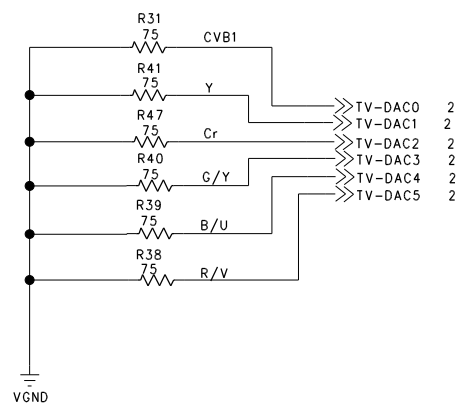 R31
75
CVB1
R41
75
Y
TV-DAC0 2
TV-DAC1 2
R47
75
Cr
TV-DAC2 2
R40
75
G/Y
TV-DAC3 2
TV-DAC4 2
TV-DAC5 2
R39
75
B/U
R38
75
R/V
VGND